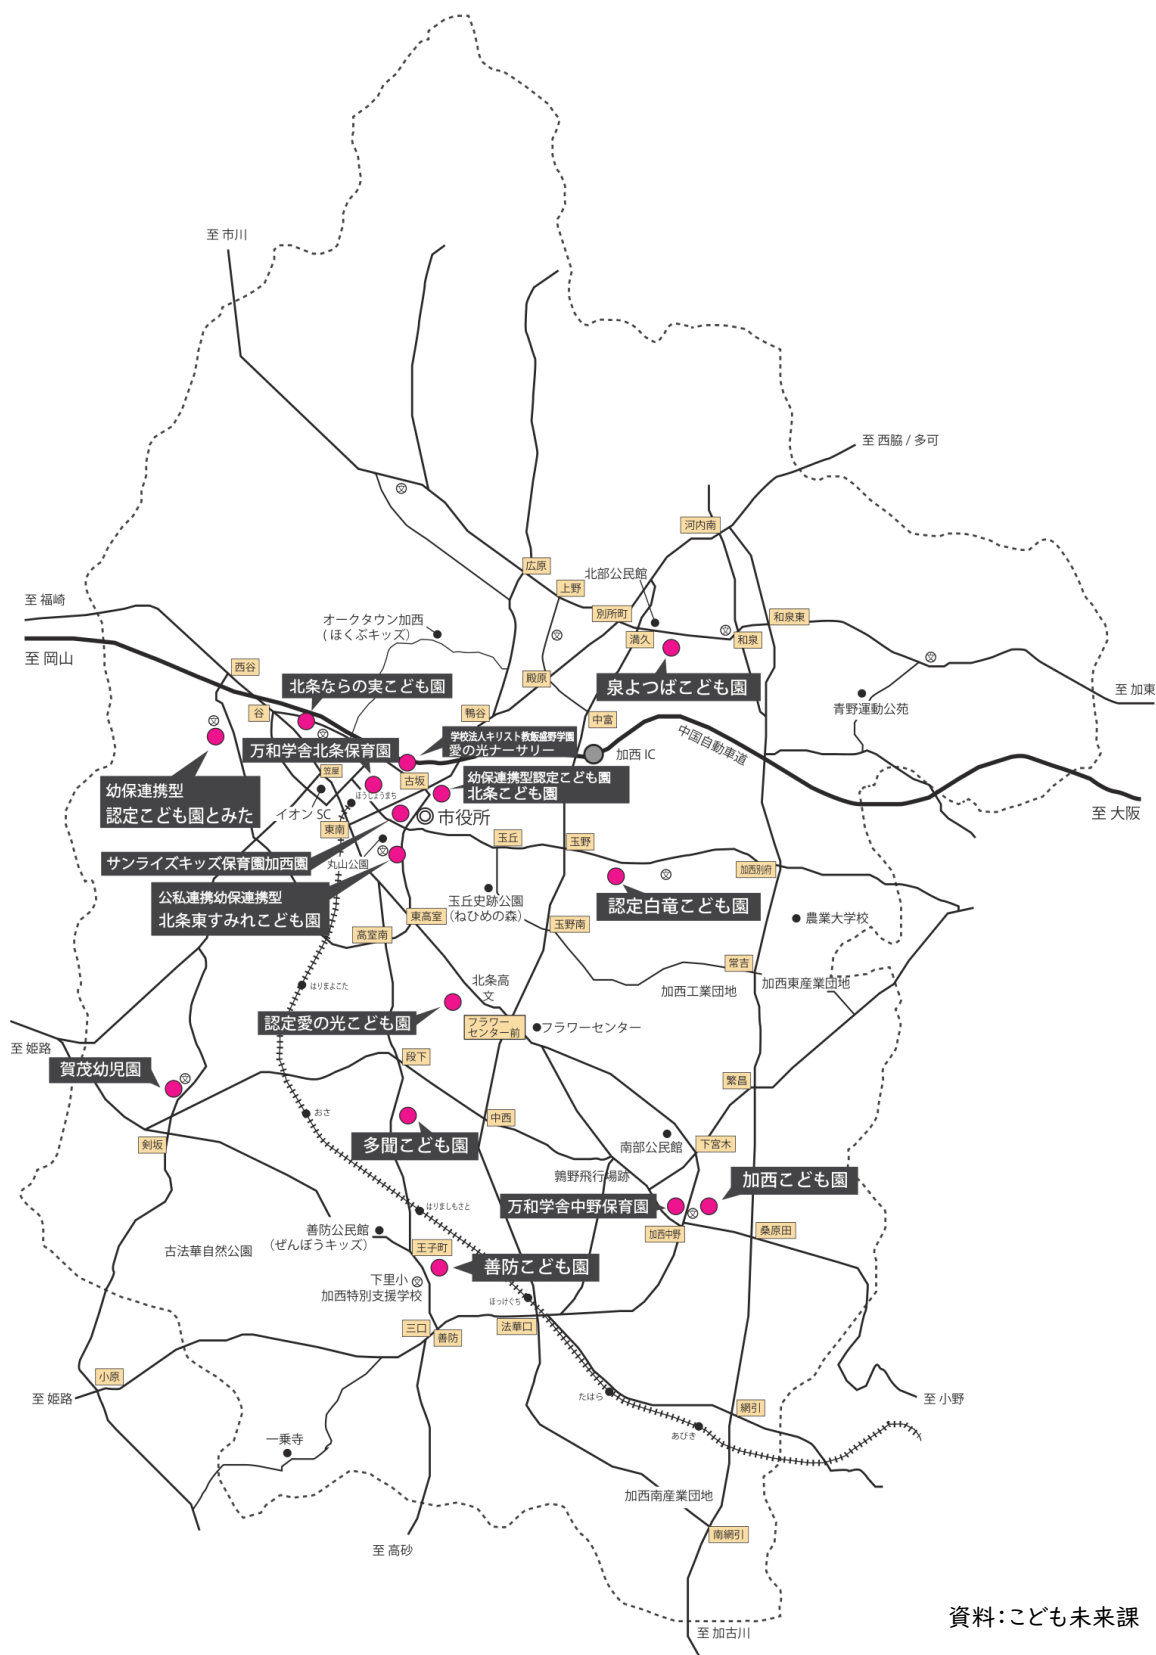 至 市川
至 西脇 / 多可
河内南
広原
上野
北部公民館
至 福崎
別所町
和泉東
オークタウン加西
( ほくぶキッズ)
満久
和泉
至 岡山
西谷
殿原
北条ならの実こども園
泉よつばこども園
至 加東
谷
鴨谷
中富
青野運動公苑
学校法人キリスト教飯盛野学園
愛の光ナーサリー
万和学舎北条保育園
加西 IC
中国自動車道
笠屋
古坂
幼保連携型認定こども園
北条こども園
幼保連携型
認定こども園とみた
ほうじょうまち
イオン SC
市役所
至 大阪
東南
玉丘
玉野
サンライズキッズ保育園加西園
丸山公園
加西別府
公私連携幼保連携型
北条東すみれこども園
玉丘史跡公園
(ねひめの森)
認定白竜こども園
東高室
農業大学校
高室南
玉野南
常吉
はりまよこた
北条高
文
加西工業団地
加西東産業団地
認定愛の光こども園
フラワー
センター前
フラワーセンター
至 姫路
賀茂幼児園
段下
繁昌
おさ
中西
剣坂
多聞こども園
南部公民館
下宮木
鶉野飛行場跡
加西こども園
万和学舎中野保育園
はりましもさと
善防公民館
(ぜんぼうキッズ)
加西中野
桑原田
古法華自然公園
王子町
善防こども園
下里小
加西特別支援学校
ほっけぐち
三口
善防
法華口
小原
至 姫路
たはら
至 小野
網引
あびき
一乗寺
加西南産業団地
南網引
至 高砂
資料：こども未来課
至 加古川